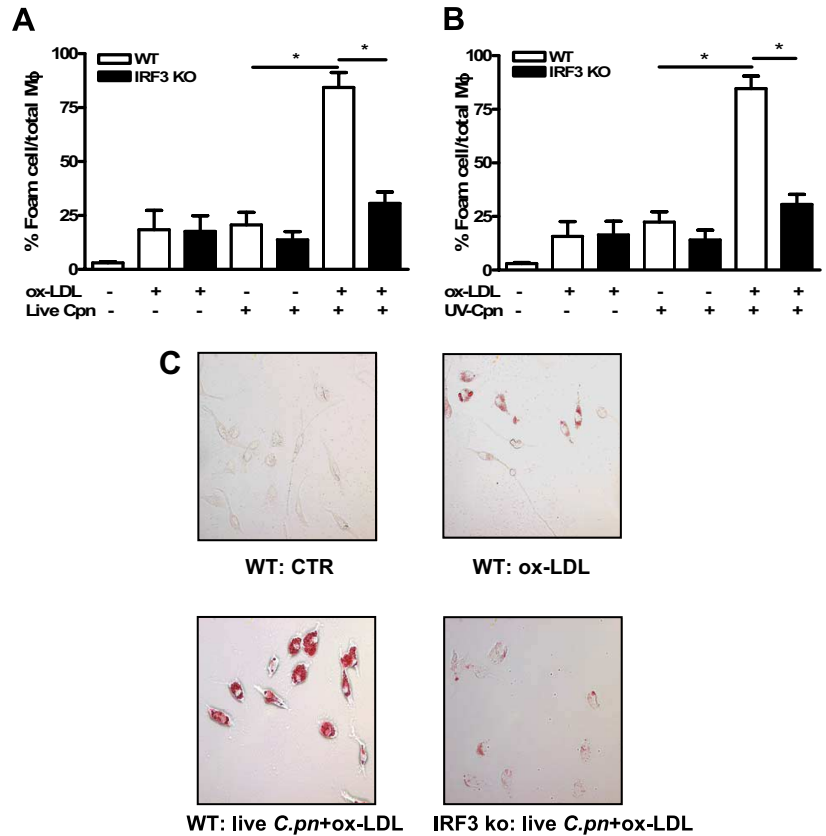 A
B
% Foam cell/total Mϕ
100
75
50
25
0
WT
IRF3 KO
*
*
ox-LDL - + + - - + +
Live Cpn - - - + + + +
% Foam cell/total Mϕ
100
75
50
25
0
WT
IRF3 KO
*
*
ox-LDL - + + - - + +
UV-Cpn - - - + + + +
C
WT: CTR
WT: ox-LDL
WT: live C.pn+ox-LDL
IRF3 ko: live C.pn+ox-LDL